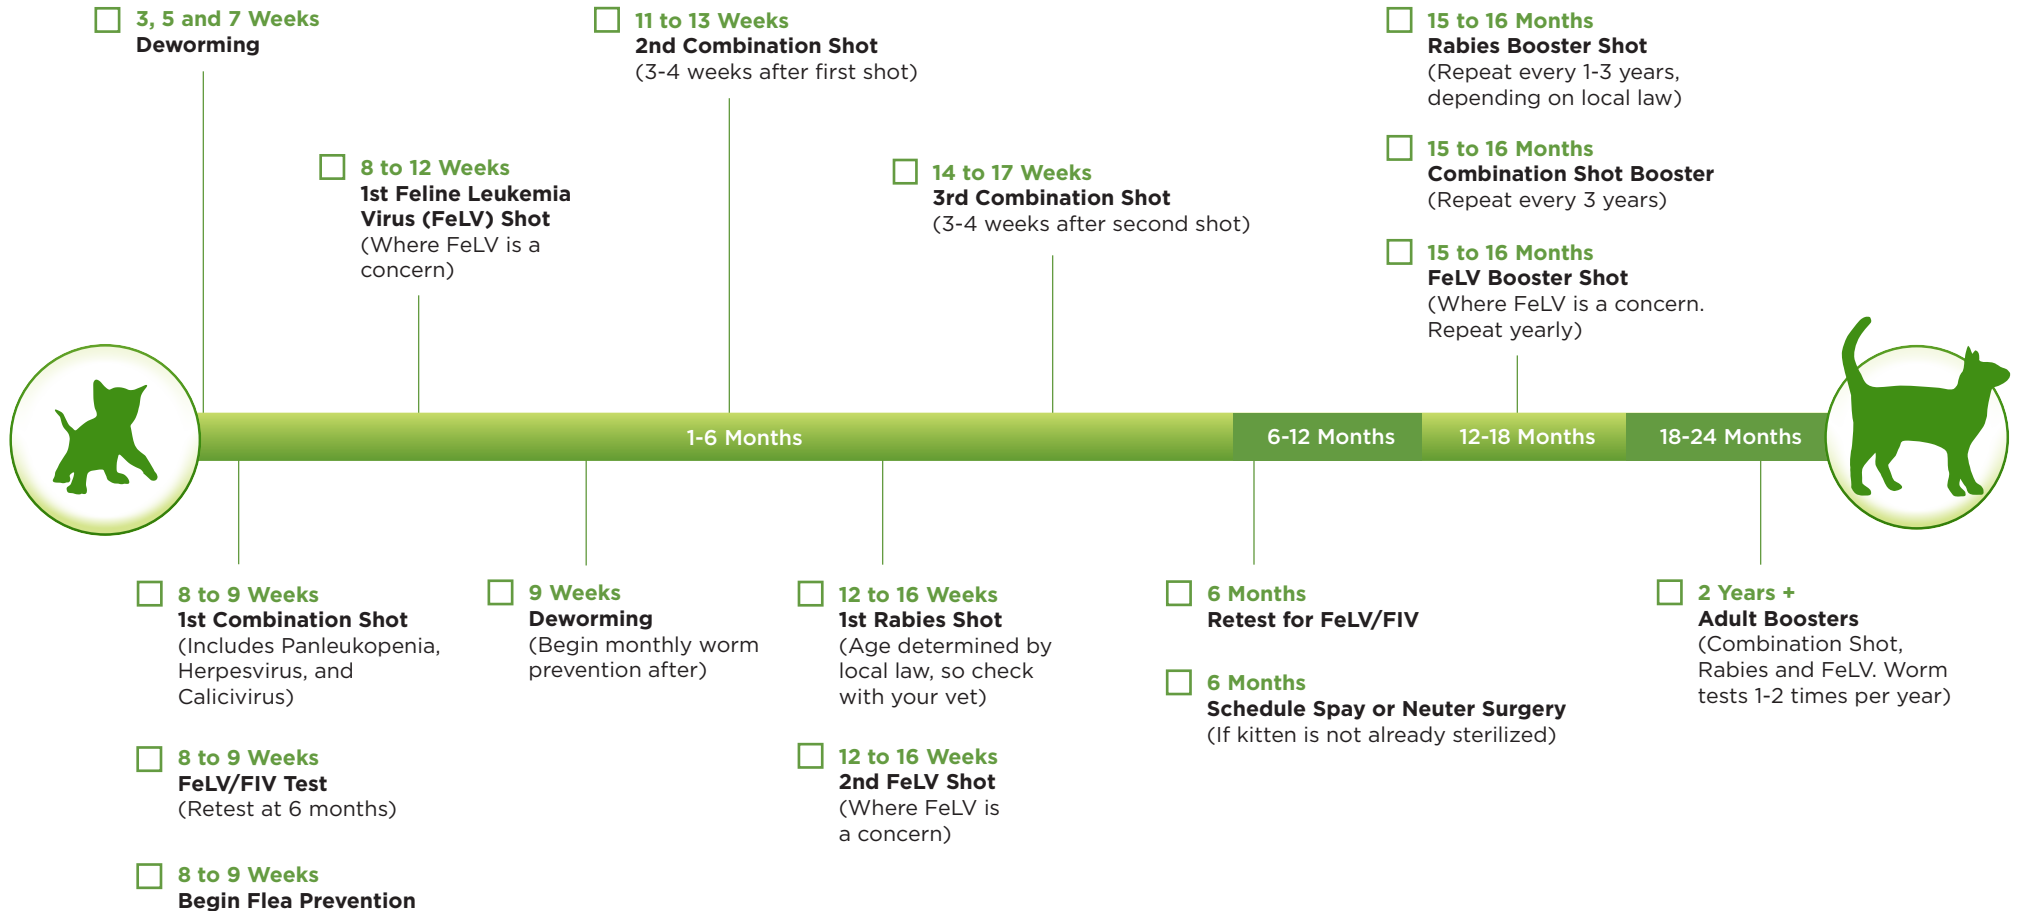 3, 5 and 7 Weeks
Deworming
8 to 12 Weeks
1st Feline Leukemia
Virus (FeLV) Shot
(Where FeLV is a
concern)
11 to 13 Weeks
2nd Combination Shot
(3-4 weeks after first shot)
14 to 17 Weeks
3rd Combination Shot
(3-4 weeks after second shot)
15 to 16 Months
Rabies Booster Shot
(Repeat every 1-3 years,
depending on local law)
15 to 16 Months
Combination Shot Booster
(Repeat every 3 years)
15 to 16 Months
FeLV Booster Shot
(Where FeLV is a concern.
Repeat yearly)
1-6 Months
6-12 Months
12-18 Months
18-24 Months
8 to 9 Weeks
1st Combination Shot
(Includes Panleukopenia,
Herpesvirus, and
Calicivirus)
8 to 9 Weeks
FeLV/FIV Test
(Retest at 6 months)
8 to 9 Weeks
Begin Flea Prevention
9 Weeks
Deworming
(Begin monthly worm
prevention after)
12 to 16 Weeks
1st Rabies Shot
(Age determined by
local law, so check
with your vet)
12 to 16 Weeks
2nd FeLV Shot
(Where FeLV is
a concern)
6 Months
Retest for FeLV/FIV
6 Months
Schedule Spay or Neuter Surgery
(If kitten is not already sterilized)
2 Years +
Adult Boosters
(Combination Shot,
Rabies and FeLV. Worm
tests 1-2 times per year)